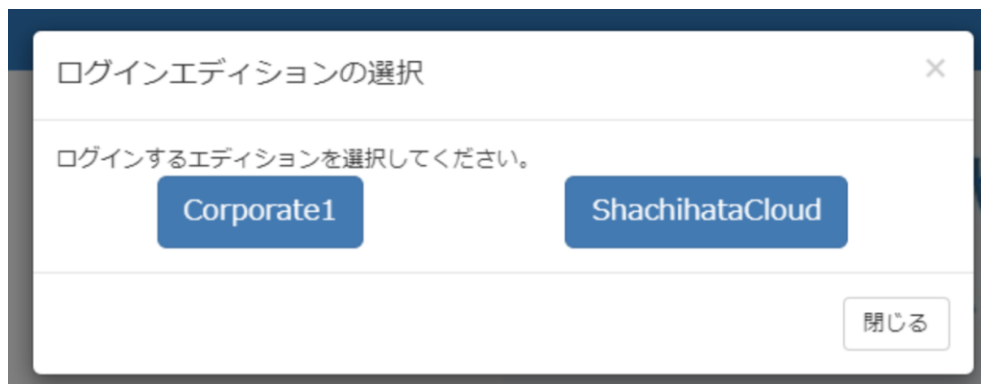 ログインエディションの選択 ×
ログインするエディションを選択してください。
Corporate1 ShachihataCloud
閉じる